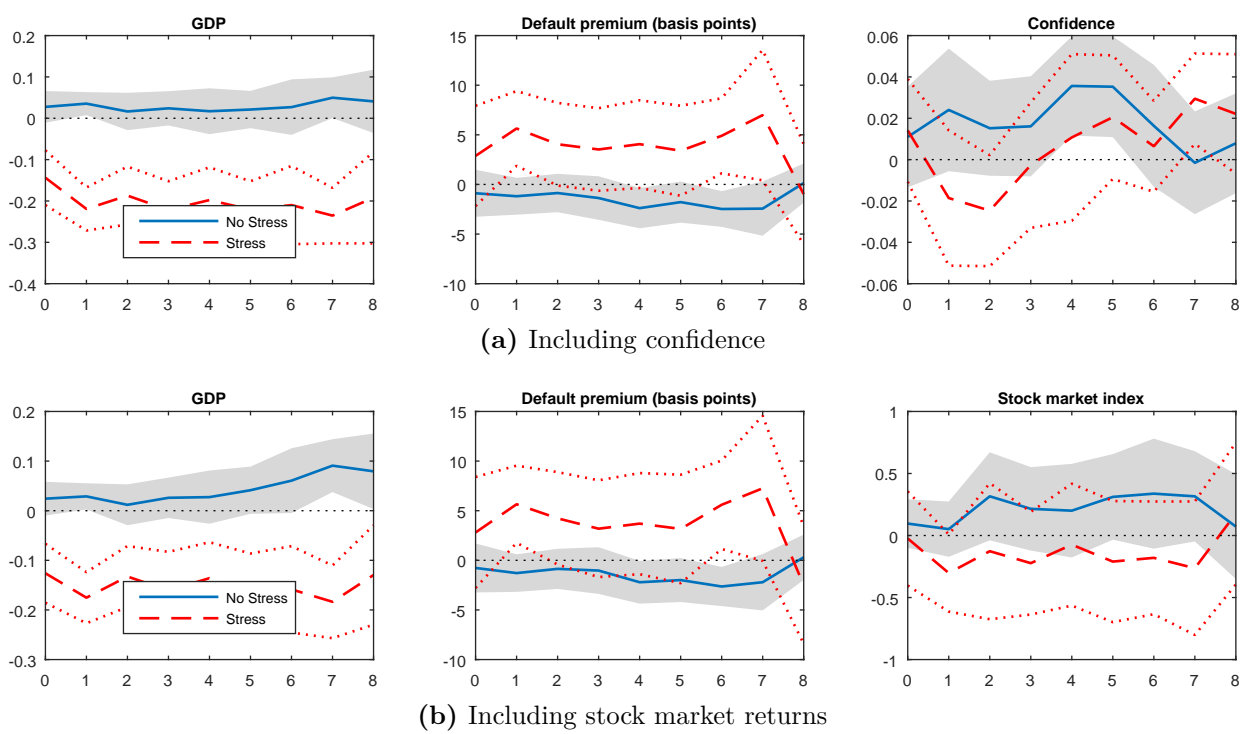 GDP
Default premium (basis points)
Confidence
0.2
0.1
0
-0.1
-0.2
-0.3
-0.4
No Stress
Stress
0 1 2 3 4 5 6 7 8
15
10
5
0
-5
-10
0 1 2 3 4 5 6 7 8
0.06
0.04
0.02
0
-0.02
-0.04
-0.06
0 1 2 3 4 5 6 7 8
(a) Including confidence
GDP
Default premium (basis points)
Stock market index
0.2
0.1
0
-0.1
-0.2
-0.3
No Stress
Stress
0 1 2 3 4 5 6 7 8
15
10
5
0
-5
-10
0 1 2 3 4 5 6 7 8
1
0.5
0
-0.5
-1
0 1 2 3 4 5 6 7 8
(b) Including stock market returns